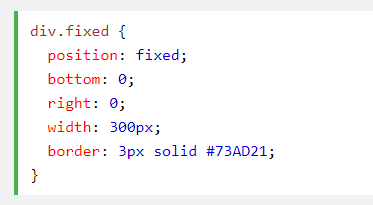 div.fixed {
  position: fixed;
  bottom: 0;
  right: 0;
  width: 300px;
  border: 3px solid #73AD21;
}